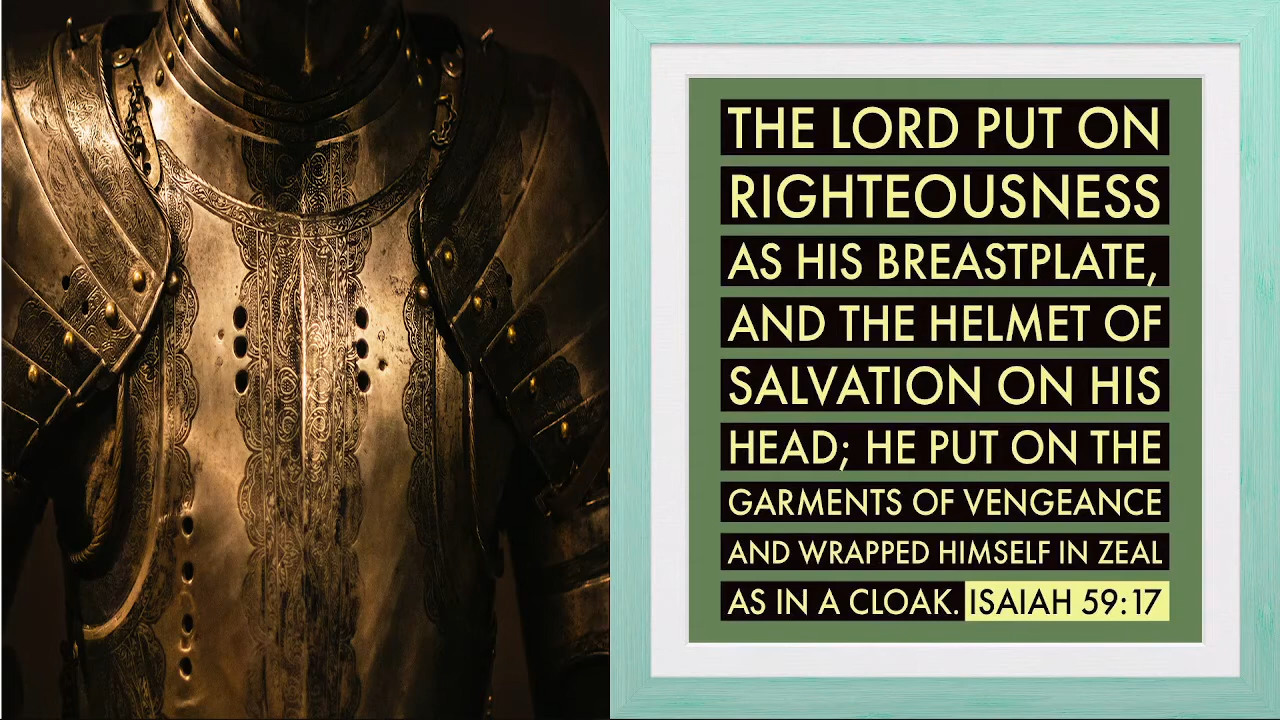 THE LORD PUT ON
RIGHTEOUSNESS
AS HIS BREASTPLATE,
AND THE HELMET OF
SALVATION ON HIS
HEAD; HE PUT ON THE
GARMENTS OF VENGEANCE
AND WRAPPED HIMSELF IN ZEAL
AS IN A CLOAK. ISAIAH 59:17